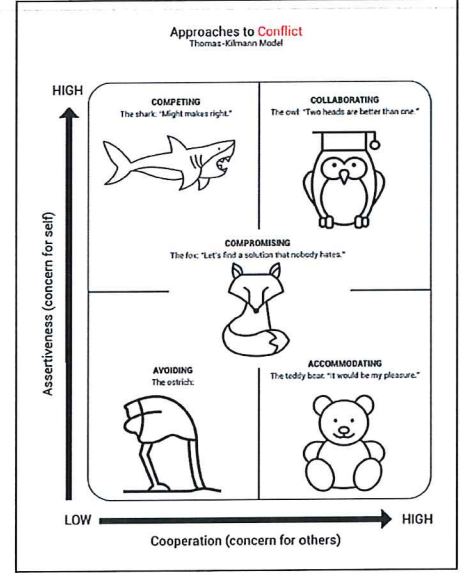 Approaches to Conflict
Thomas-Kilmann Model
HIGH
COMPETING
The shark: "Might makes right."
COLLABORATING
The owl: "Two heads are better than one."
COMPROMISING
The fox: "Let's find a solution that nobody hates."
Assertiveness (concern for self)
AVOIDING
The ostrich:
ACCOMMODATING
The teddy bear: "It would be my pleasure."
LOW
HIGH
Cooperation (concern for others)